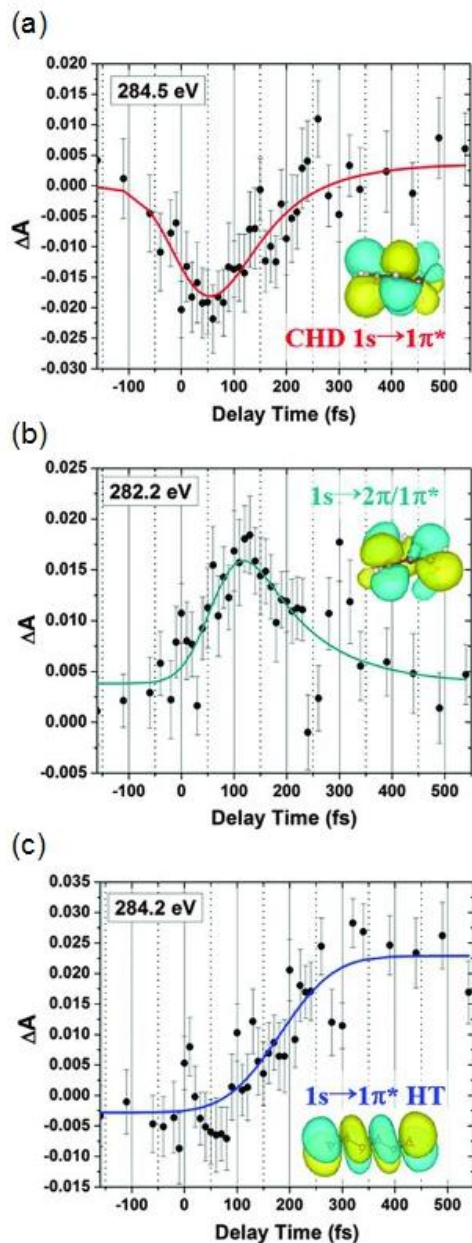 (a)
0.020
284.5 eV
0.015
0.010
0.005
0.000
-0.005
-0.010
-0.015
-0.020
-0.025
-0.030
ΔA
CHD 1s→1π*
-100 0 100 200 300 400 500
Delay Time (fs)
(b)
0.025
282.2 eV
1s→2π/1π*
0.020
0.015
0.010
0.005
0.000
-0.005
ΔA
-100 0 100 200 300 400 500
Delay Time (fs)
(c)
0.035
284.2 eV
0.030
0.025
0.020
0.015
0.010
0.005
0.000
-0.005
-0.010
-0.015
ΔA
1s→1π* HT
-100 0 100 200 300 400 500
Delay Time (fs)